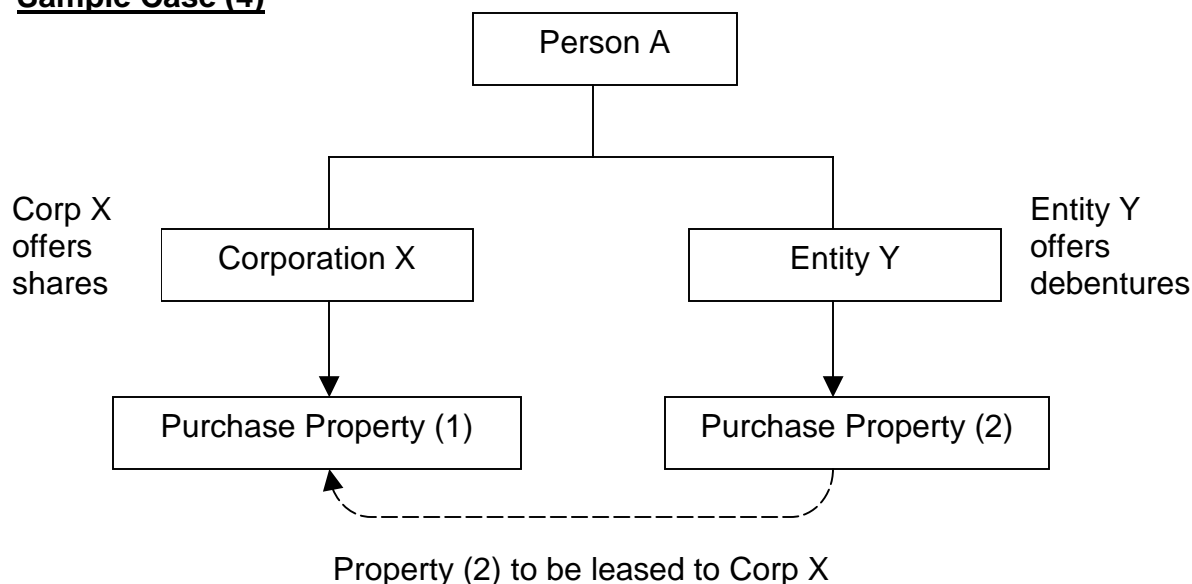 Sample Case (4)
Person A
Corp X
offers
shares
Corporation X
Entity Y
Entity Y
offers
debentures
Purchase Property (1)
Purchase Property (2)
Property (2) to be leased to Corp X